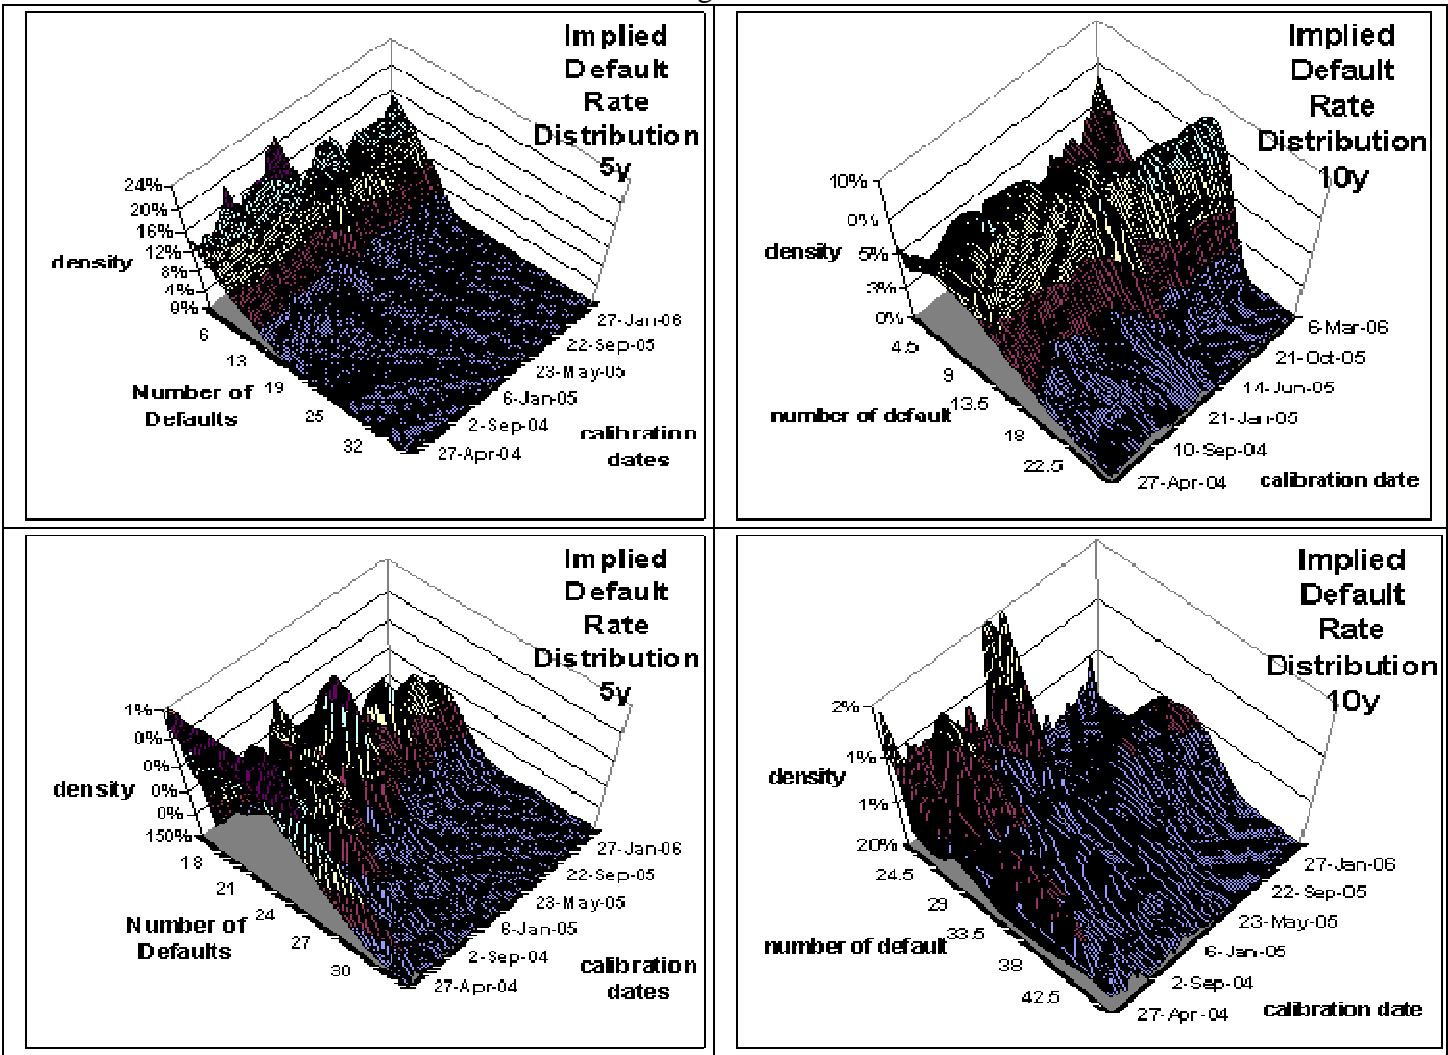 Implied
Default
Rate
Distribution
5y
24%
20%
16%
12%
8%
4%
0%
density
6
13
19
25
32
Number of
Defaults
27-Jan-06
22-Sep-05
23-May-05
6-Jan-05
2-Sep-04
27-Apr-04
calibration
dates
Implied
Default
Rate
Distribution
10y
10%
0%
5%
3%
0%
density
4.5
9
13.5
18
22.5
number of default
6-Mar-06
21-Oct-05
14-Jun-05
21-Jan-05
10-Sep-04
27-Apr-04
calibration date
Implied
Default
Rate
Distribution
5y
1%
0%
0%
0%
0%
150%
density
18
21
24
27
30
Number of
Defaults
27-Jan-06
22-Sep-05
23-May-05
6-Jan-05
2-Sep-04
27-Apr-04
calibration
dates
Implied
Default
Rate
Distribution
10y
2%
1%
1%
20%
density
24.5
29
33.5
38
42.5
number of default
27-Jan-06
22-Sep-05
23-May-05
6-Jan-05
2-Sep-04
27-Apr-04
calibration date